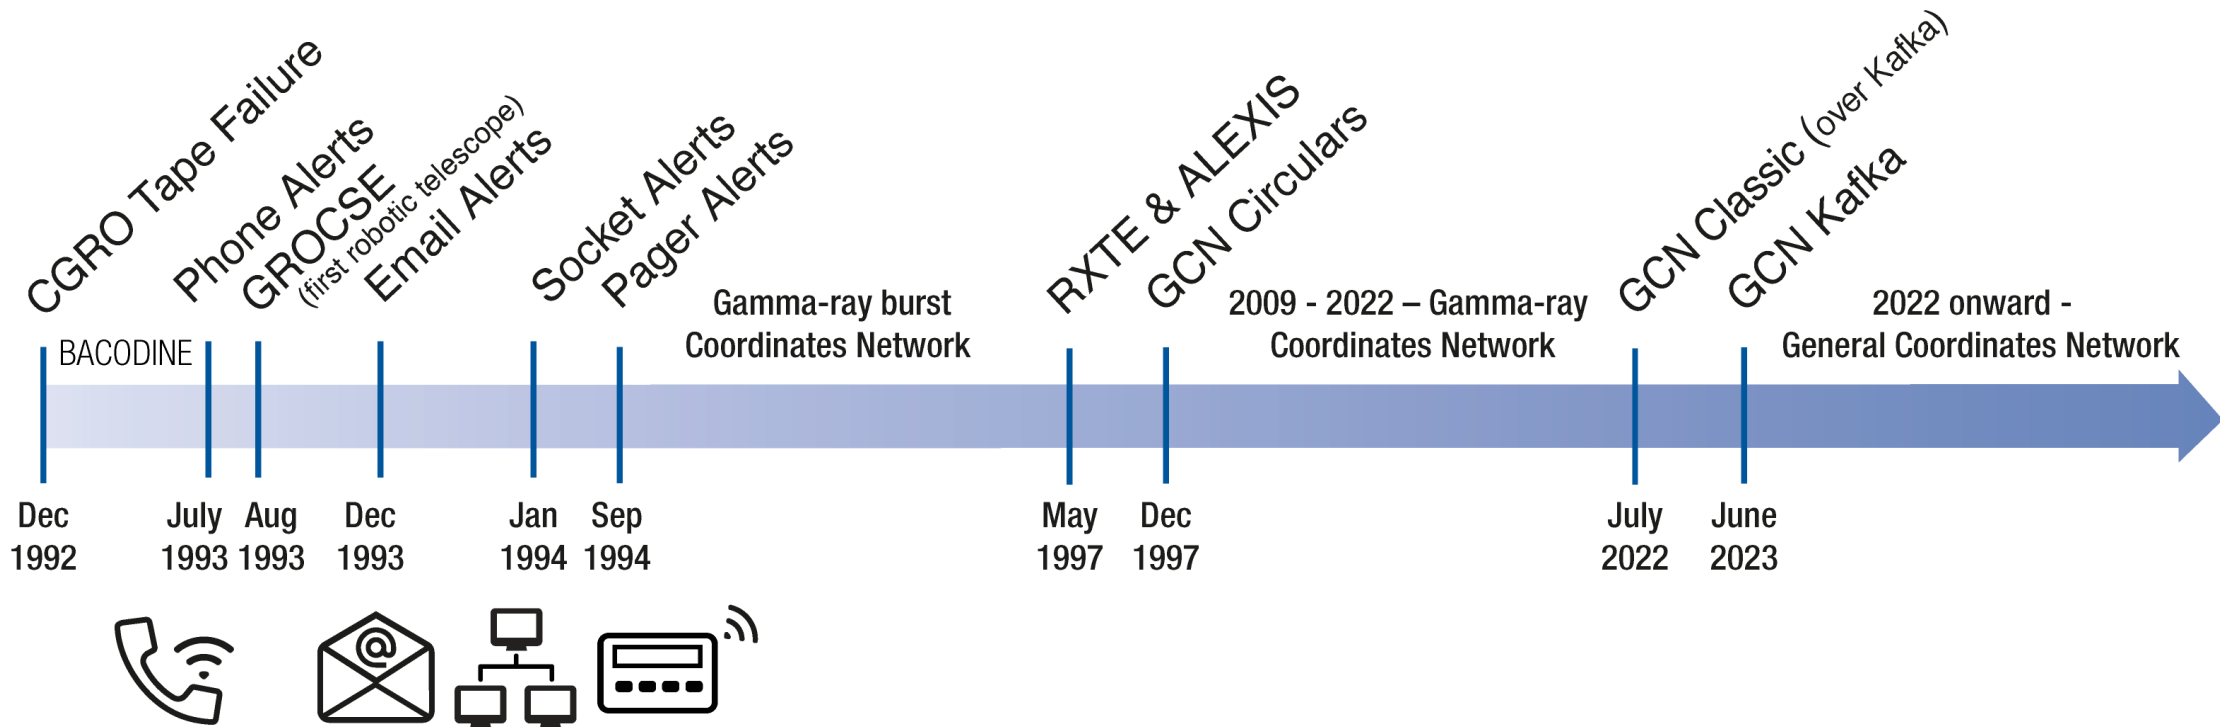 CGRO Tape Failure
Phone Alerts
GROCSE
(first robotic telescope)
Email Alerts
Socket Alerts
Pager Alerts
RXTE & ALEXIS
GCN Circulars
GCN Classic (over Kafka)
GCN Kafka
BACODINE
Gamma-ray burst
Coordinates Network
2009 - 2022 – Gamma-ray
Coordinates Network
2022 onward -
General Coordinates Network
Dec
1992
July
1993
Aug
1993
Dec
1993
Jan
1994
Sep
1994
May
1997
Dec
1997
July
2022
June
2023
@